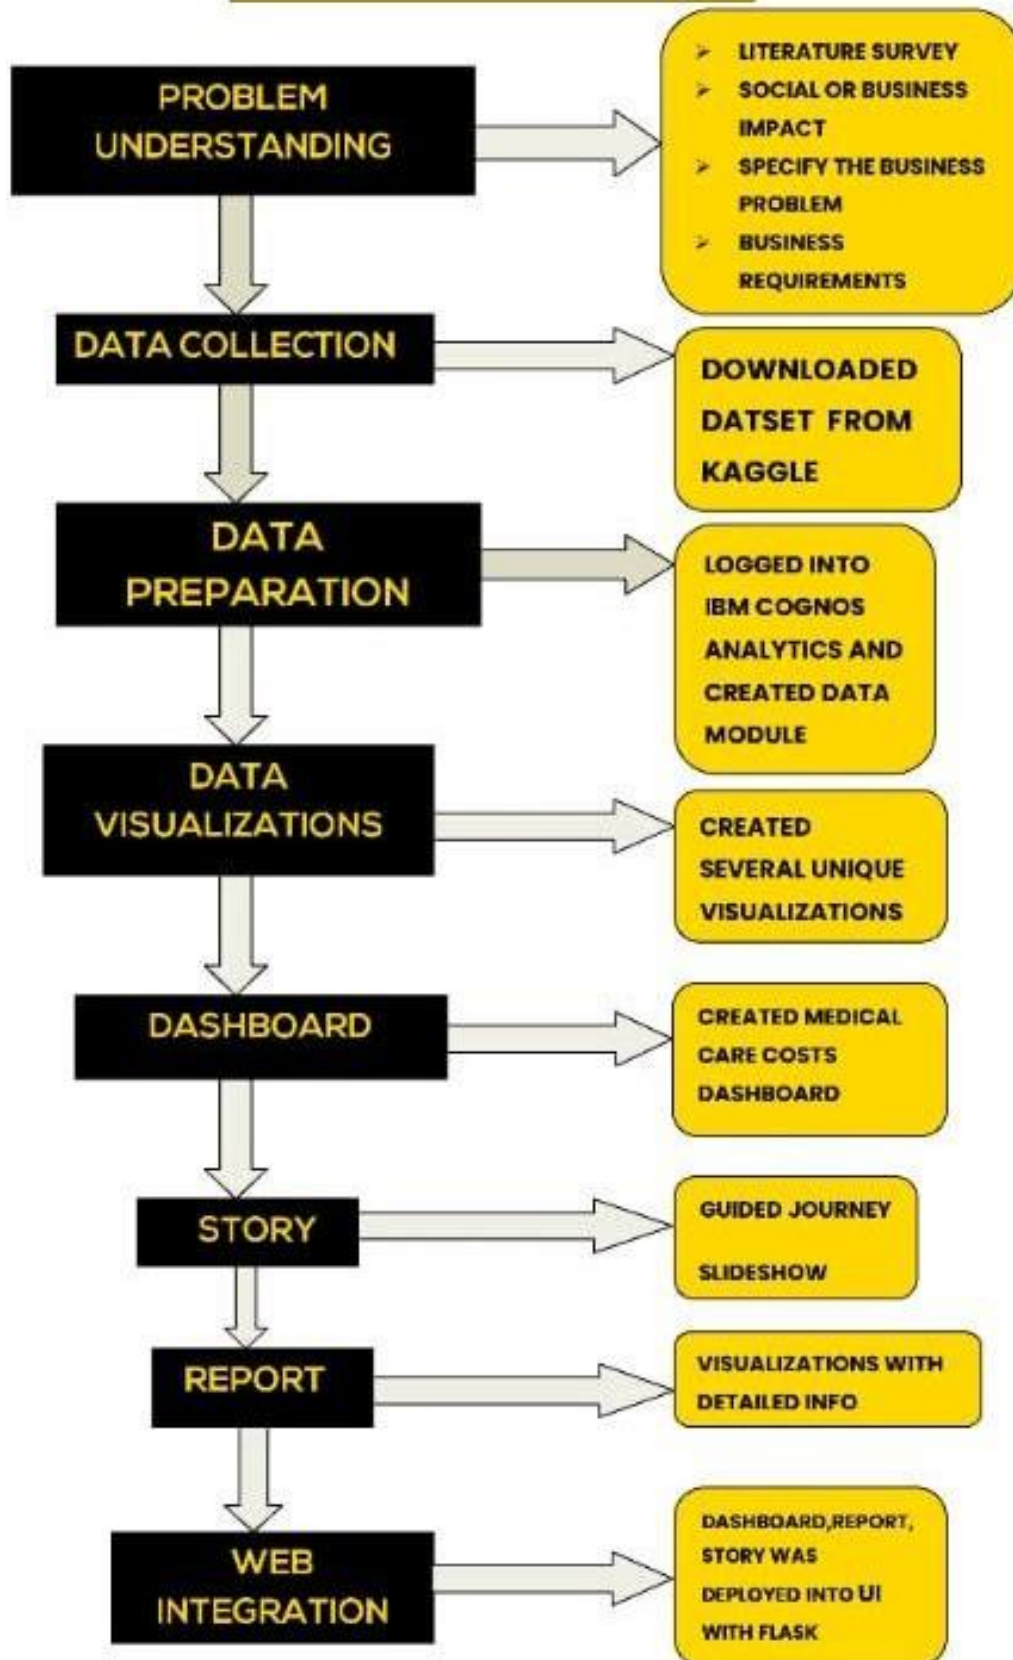 PROBLEM
UNDERSTANDING
➢ LITERATURE SURVEY
➢ SOCIAL OR BUSINESS
IMPACT
➢ SPECIFY THE BUSINESS
PROBLEM
➢ BUSINESS
REQUIREMENTS
DATA COLLECTION
DOWNLOADED
DATSET FROM
KAGGLE
DATA
PREPARATION
LOGGED INTO
IBM COGNOS
ANALYTICS AND
CREATED DATA
MODULE
DATA
VISUALIZATIONS
CREATED
SEVERAL UNIQUE
VISUALIZATIONS
DASHBOARD
CREATED MEDICAL
CARE COSTS
DASHBOARD
STORY
GUIDED JOURNEY
SLIDESHOW
REPORT
VISUALIZATIONS WITH
DETAILED INFO
WEB
INTEGRATION
DASHBOARD,REPORT,
STORY WAS
DEPLOYED INTO UI
WITH FLASK